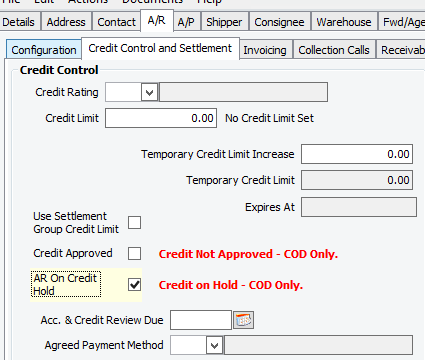 File Edit Actions Documents Help
Details Address Contact A/R A/P Shipper Consignee Warehouse Fwd/Age
Configuration Credit Control and Settlement Invoicing Collection Calls Receivab
Credit Control
Credit Rating
Credit Limit 0.00 No Credit Limit Set
Temporary Credit Limit Increase 0.00
Temporary Credit Limit 0.00
Expires At
Use Settlement
Group Credit Limit
Credit Approved Credit Not Approved - COD Only.
AR On Credit
Hold
Credit on Hold - COD Only.
Acc. & Credit Review Due
Agreed Payment Method